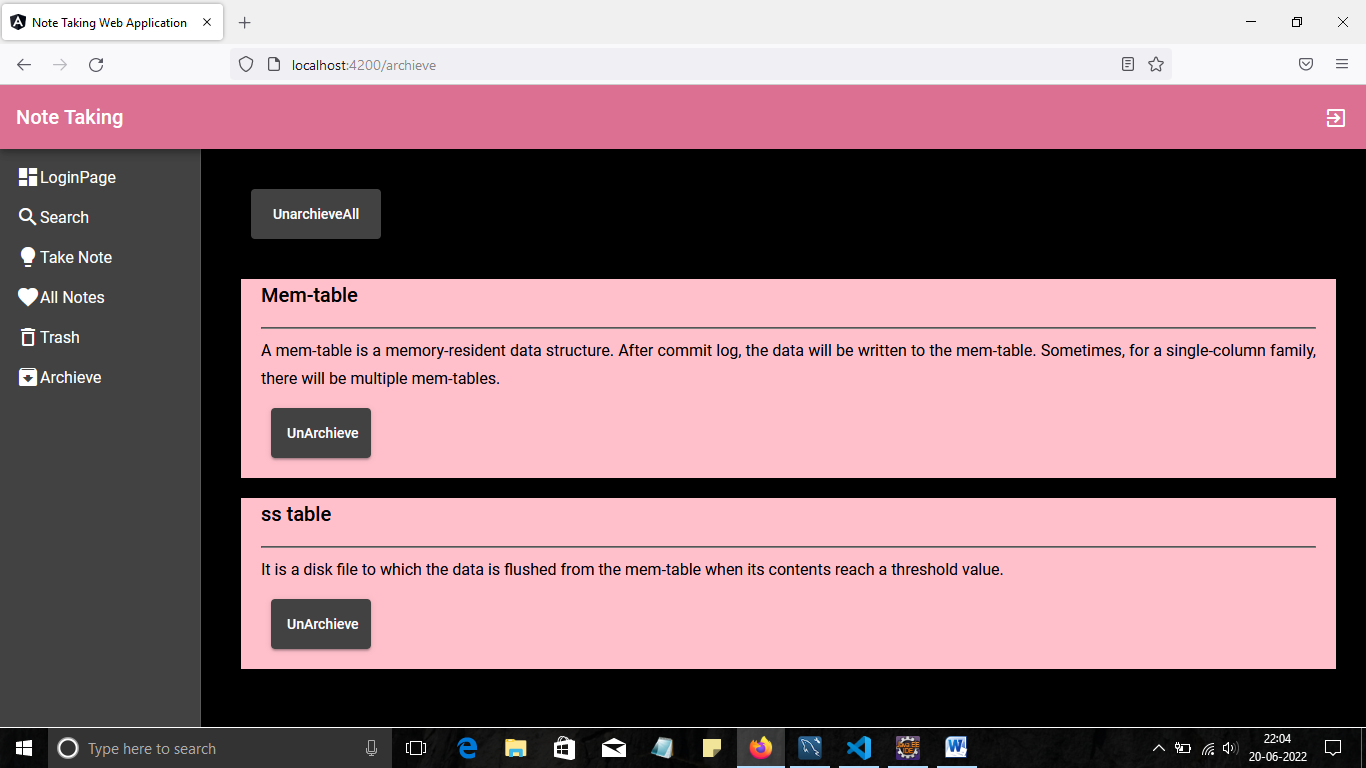 Note Taking Web Application
localhost:4200/archieve
Note Taking
LoginPage
Search
Take Note
All Notes
Trash
Archieve
UnarchieveAll
Mem-table
A mem-table is a memory-resident data structure. After commit log, the data will be written to the mem-table. Sometimes, for a single-column family,
there will be multiple mem-tables.
UnArchieve
ss table
It is a disk file to which the data is flushed from the mem-table when its contents reach a threshold value.
UnArchieve
Type here to search
22:04
20-06-2022